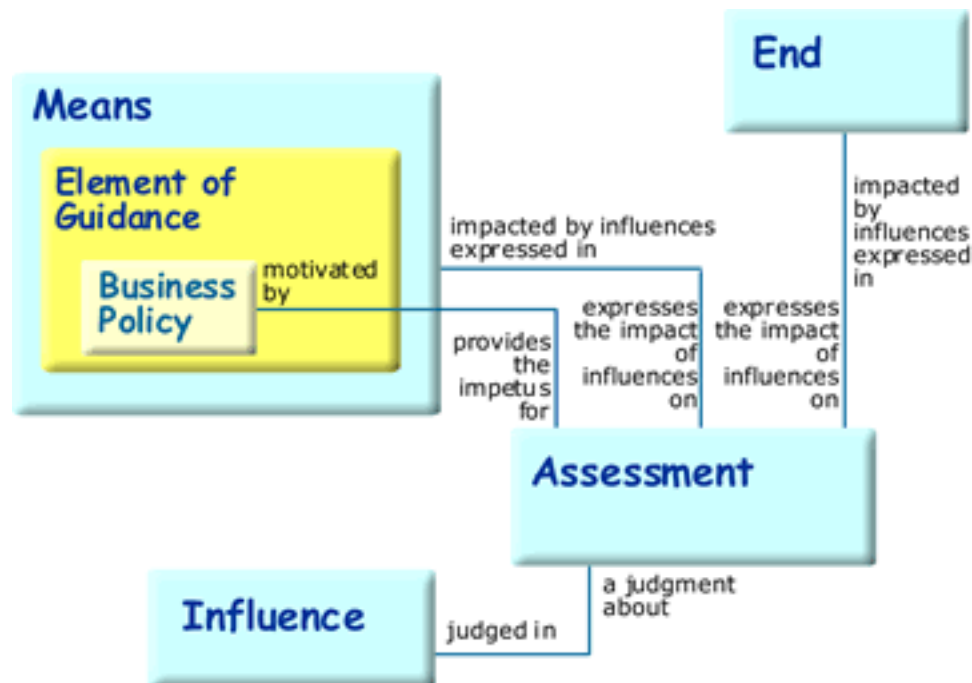 End
Means
Element of
Guidance
Business
Policy
motivated
by
impacted by influences
expressed in
impacted
by
influences
expressed
in
provides
the
impetus
for
expresses
the impact
of
influences
on
expresses
the impact
of
influences
on
Assessment
a judgment
about
Influence
judged in